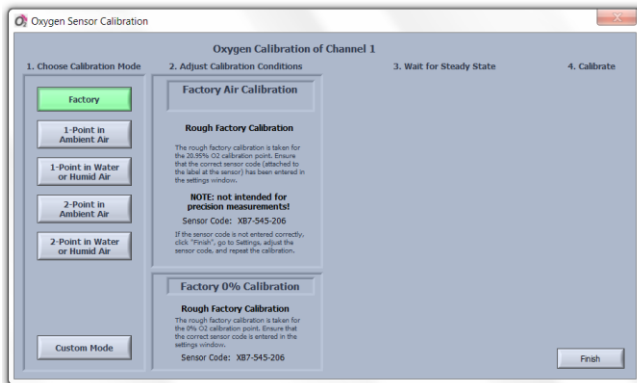 Oxygen Sensor Calibration
Oxygen Calibration of Channel 1
1. Choose Calibration Mode
2. Adjust Calibration Conditions
3. Wait for Steady State
4. Calibrate
Factory
1-Point in
Ambient Air
1-Point in Water
or Humid Air
2-Point in
Ambient Air
2-Point in Water
or Humid Air
Custom Mode
Factory Air Calibration
Rough Factory Calibration
The rough factory calibration is taken for
the 20.95% O2 calibration point. Ensure
that the correct sensor code (attached to
the label at the sensor) has been entered in
the settings window.
NOTE: not intended for
precision measurements!
Sensor Code: XB7-545-206
If the sensor code is not entered correctly,
click "Finish", go to Settings, adjust the
sensor code, and repeat the calibration.
Factory 0% Calibration
Rough Factory Calibration
The rough factory calibration is taken for
the 0% O2 calibration point. Ensure that
the correct sensor code is entered in the
settings window.
Sensor Code: XB7-545-206
Finish